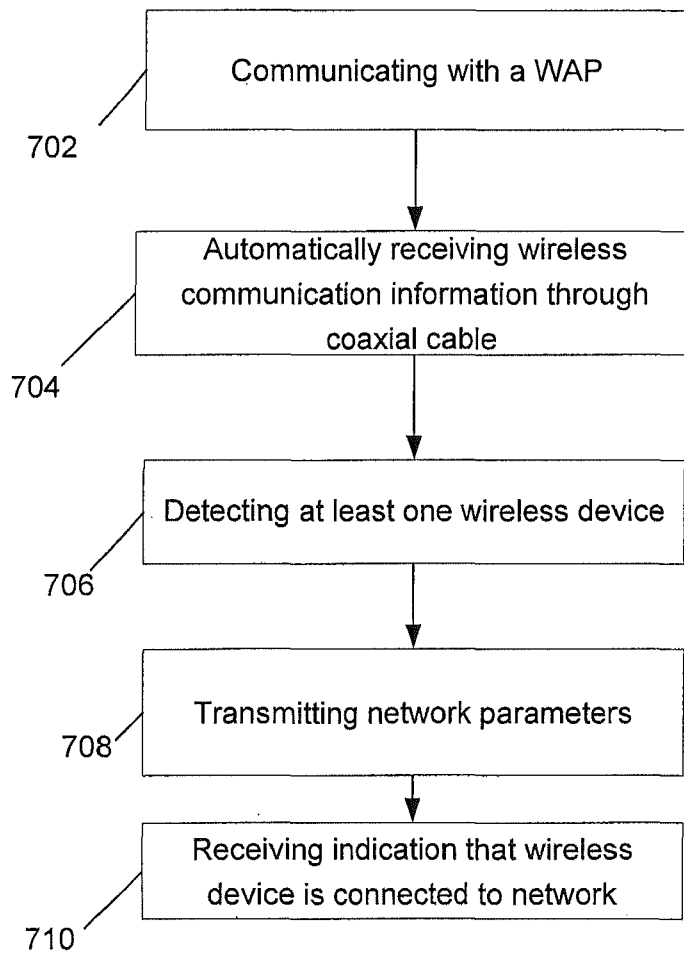 Communicating with a WAP
702
Automatically receiving wireless
communication information through
coaxial cable
704
Detecting at least one wireless device
706
Transmitting network parameters
708
Receiving indication that wireless
device is connected to network
710